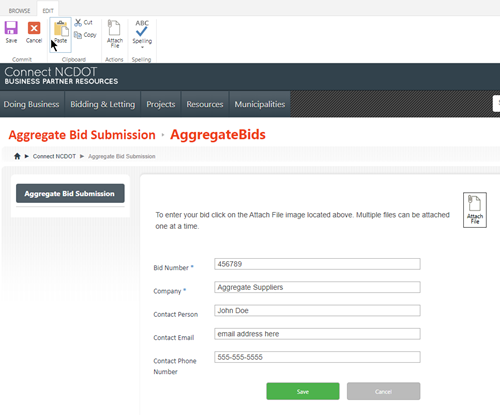 BROWSE EDIT
Save Cancel Paste Cut Copy Attach File ABC Spelling
Commit Clipboard Actions Spelling
Connect NCDOT
BUSINESS PARTNER RESOURCES
Doing Business Bidding & Letting Projects Resources Municipalities
Aggregate Bid Submission · AggregateBids
Connect NCDOT Aggregate Bid Submission
Aggregate Bid Submission
To enter your bid click on the Attach File image located above. Multiple files can be attached
one at a time.
Attach
File
Bid Number * 456789
Company * Aggregate Suppliers
Contact Person John Doe
Contact Email email address here
Contact Phone Number 555-555-5555
Save Cancel